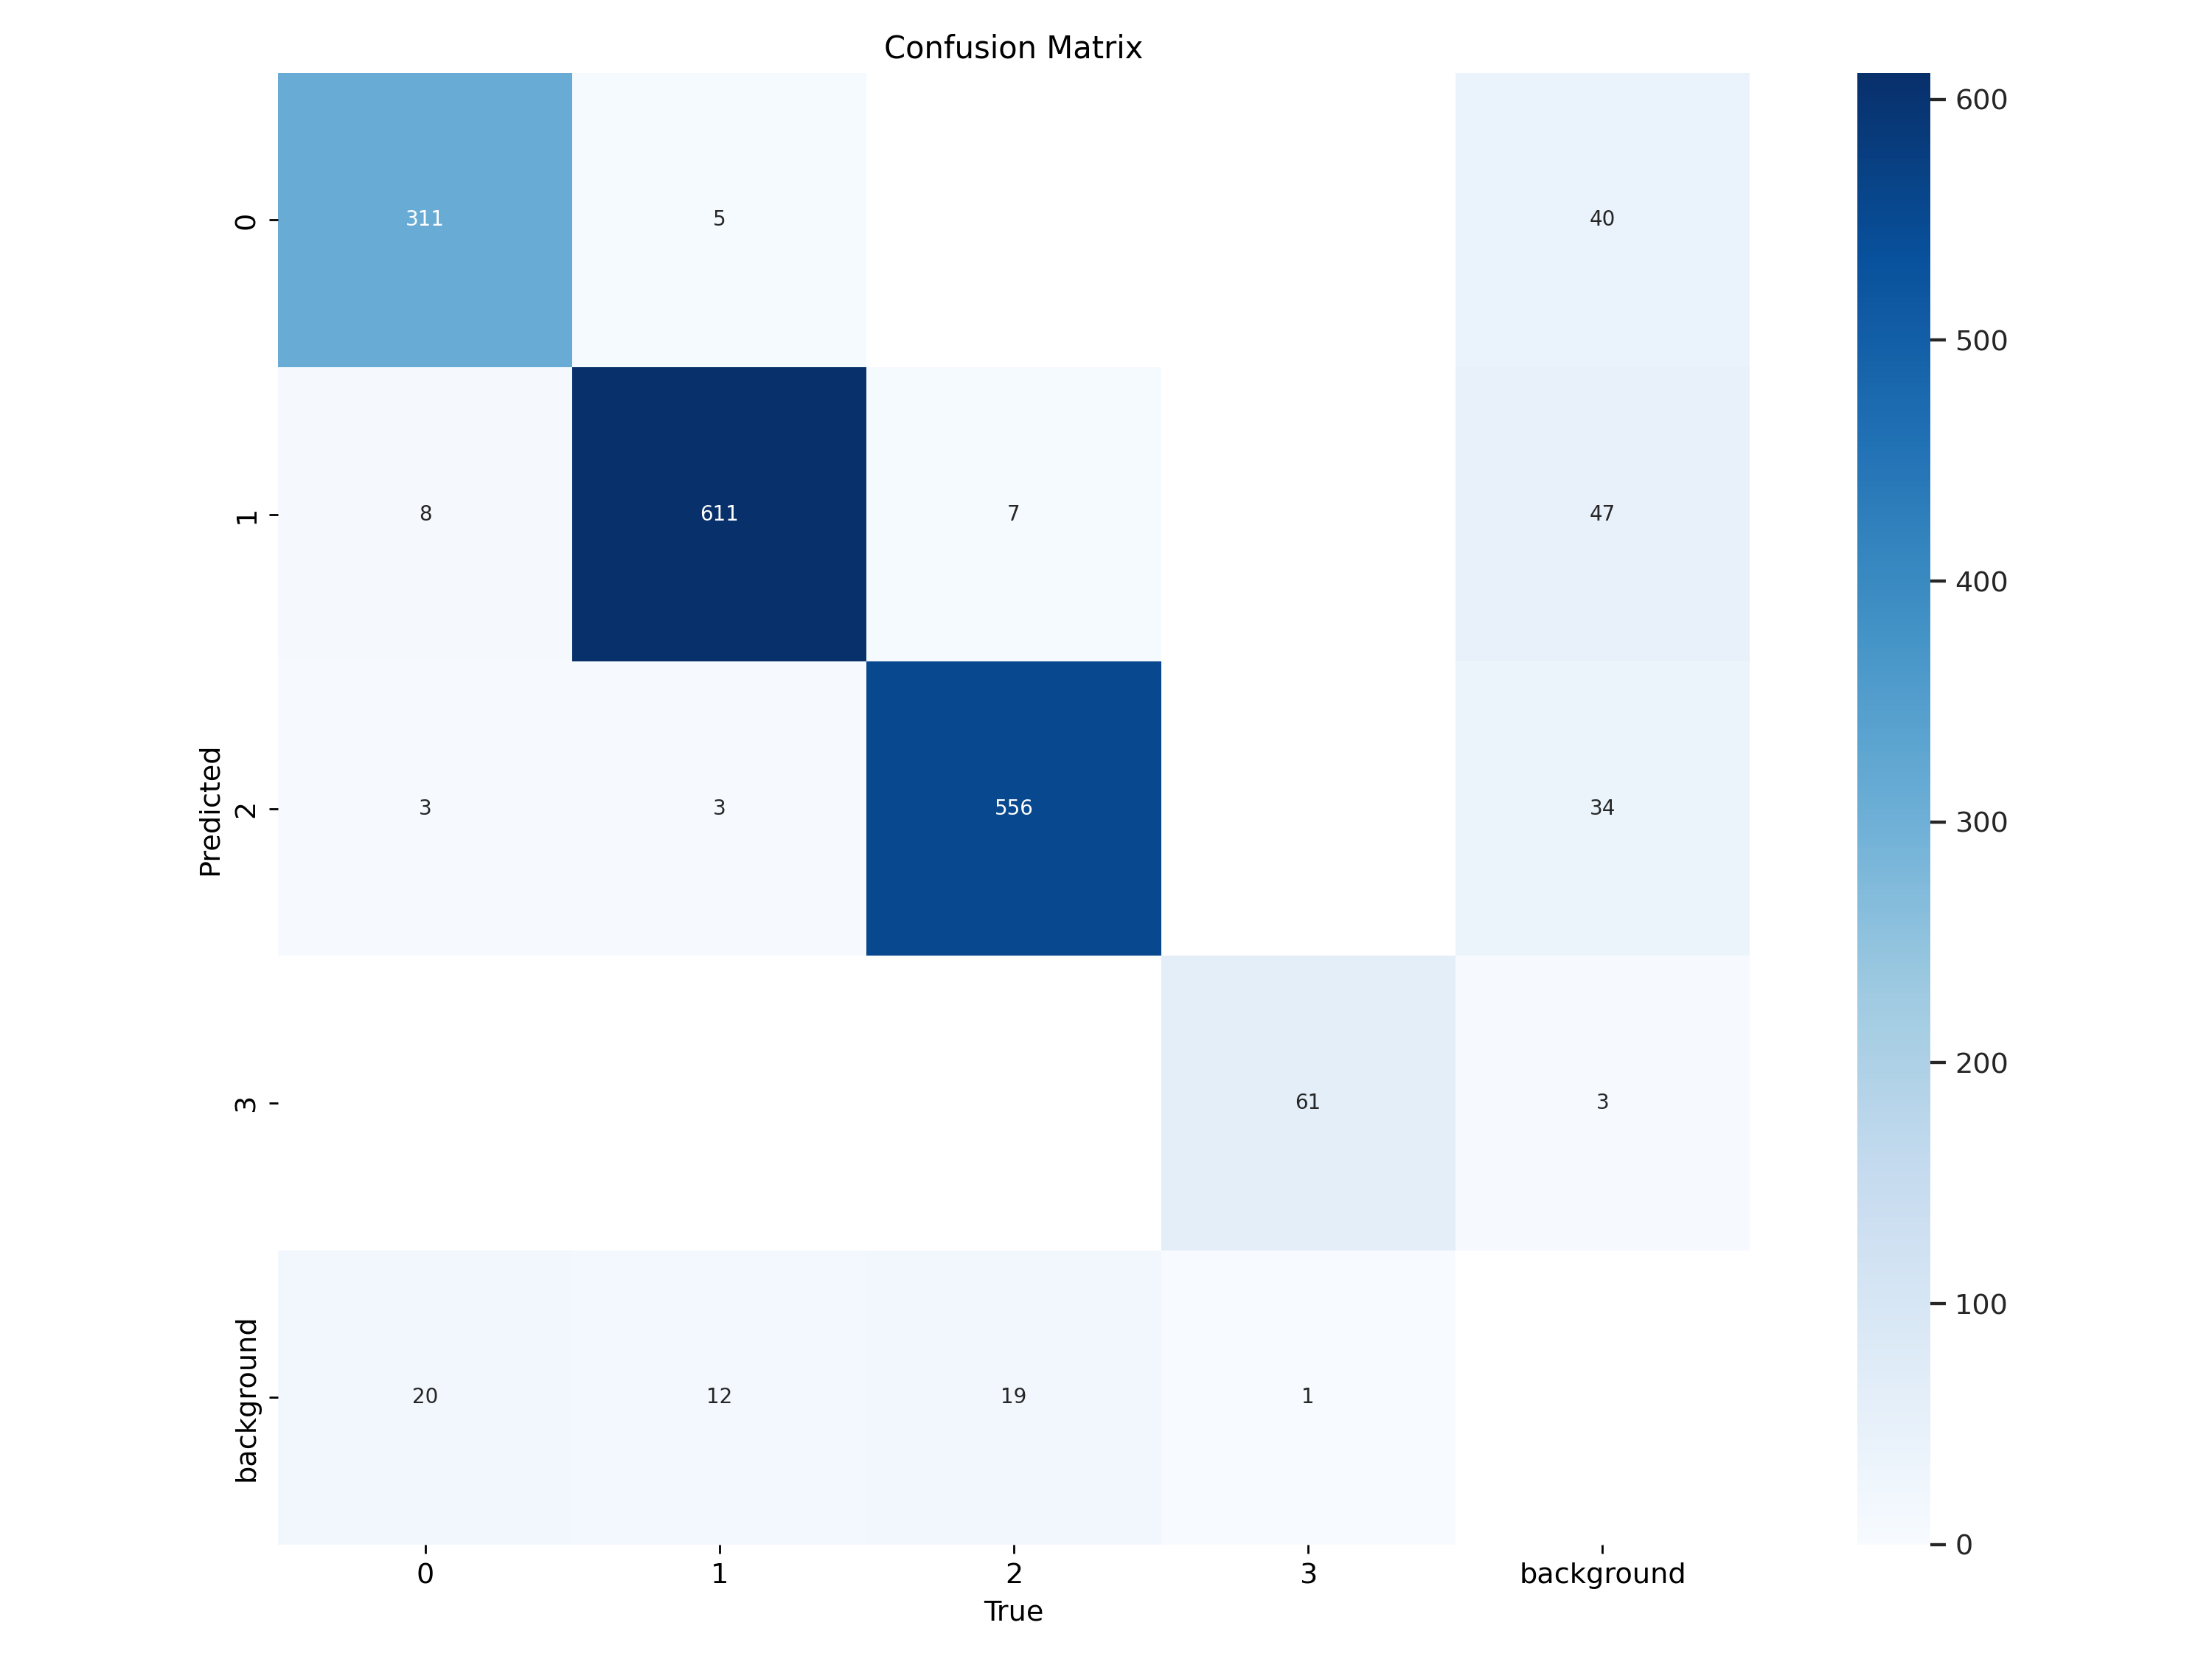 Confusion Matrix
0 311 5 40
1 8 611 7 47
2 3 3 556 34
3 61 3
background 20 12 19 1
0 1 2 3 background
True
Predicted
600
500
400
300
200
100
0